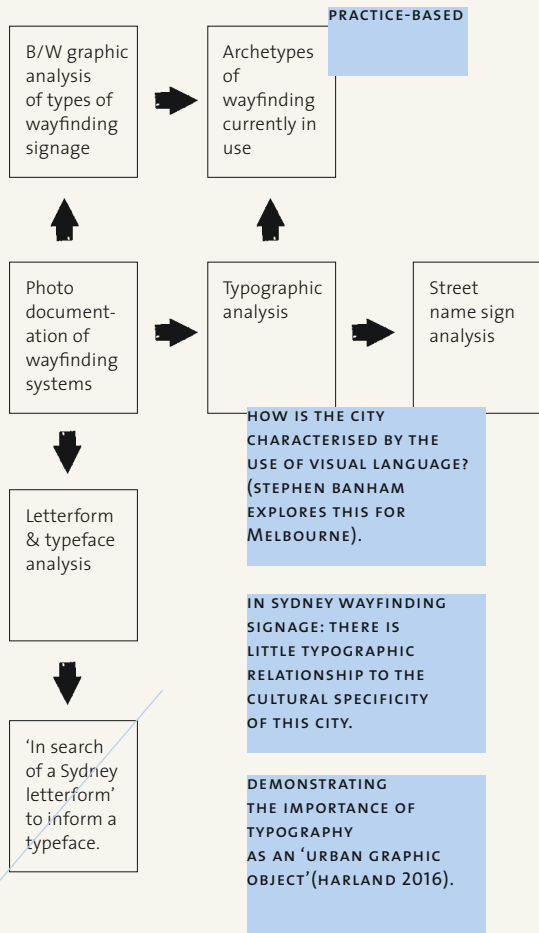 PRACTICE-BASED
B/W graphic
analysis
of types of
wayfinding
signage
Archetypes
of
wayfinding
currently in
use
Photo
document-
ation of
wayfinding
systems
Typographic
analysis
Street
name sign
analysis
HOW IS THE CITY
CHARACTERISED BY THE
USE OF VISUAL LANGUAGE?
(STEPHEN BANHAM
EXPLORES THIS FOR
MELBOURNE).
Letterform
& typeface
analysis
IN SYDNEY WAYFINDING
SIGNAGE: THERE IS
LITTLE TYPOGRAPHIC
RELATIONSHIP TO THE
CULTURAL SPECIFICITY
OF THIS CITY.
‘In search
of a Sydney
letterform’
to inform a
typeface.
DEMONSTRATING
THE IMPORTANCE OF
TYPOGRAPHY
AS AN ‘URBAN GRAPHIC
OBJECT’(HARLAND 2016).